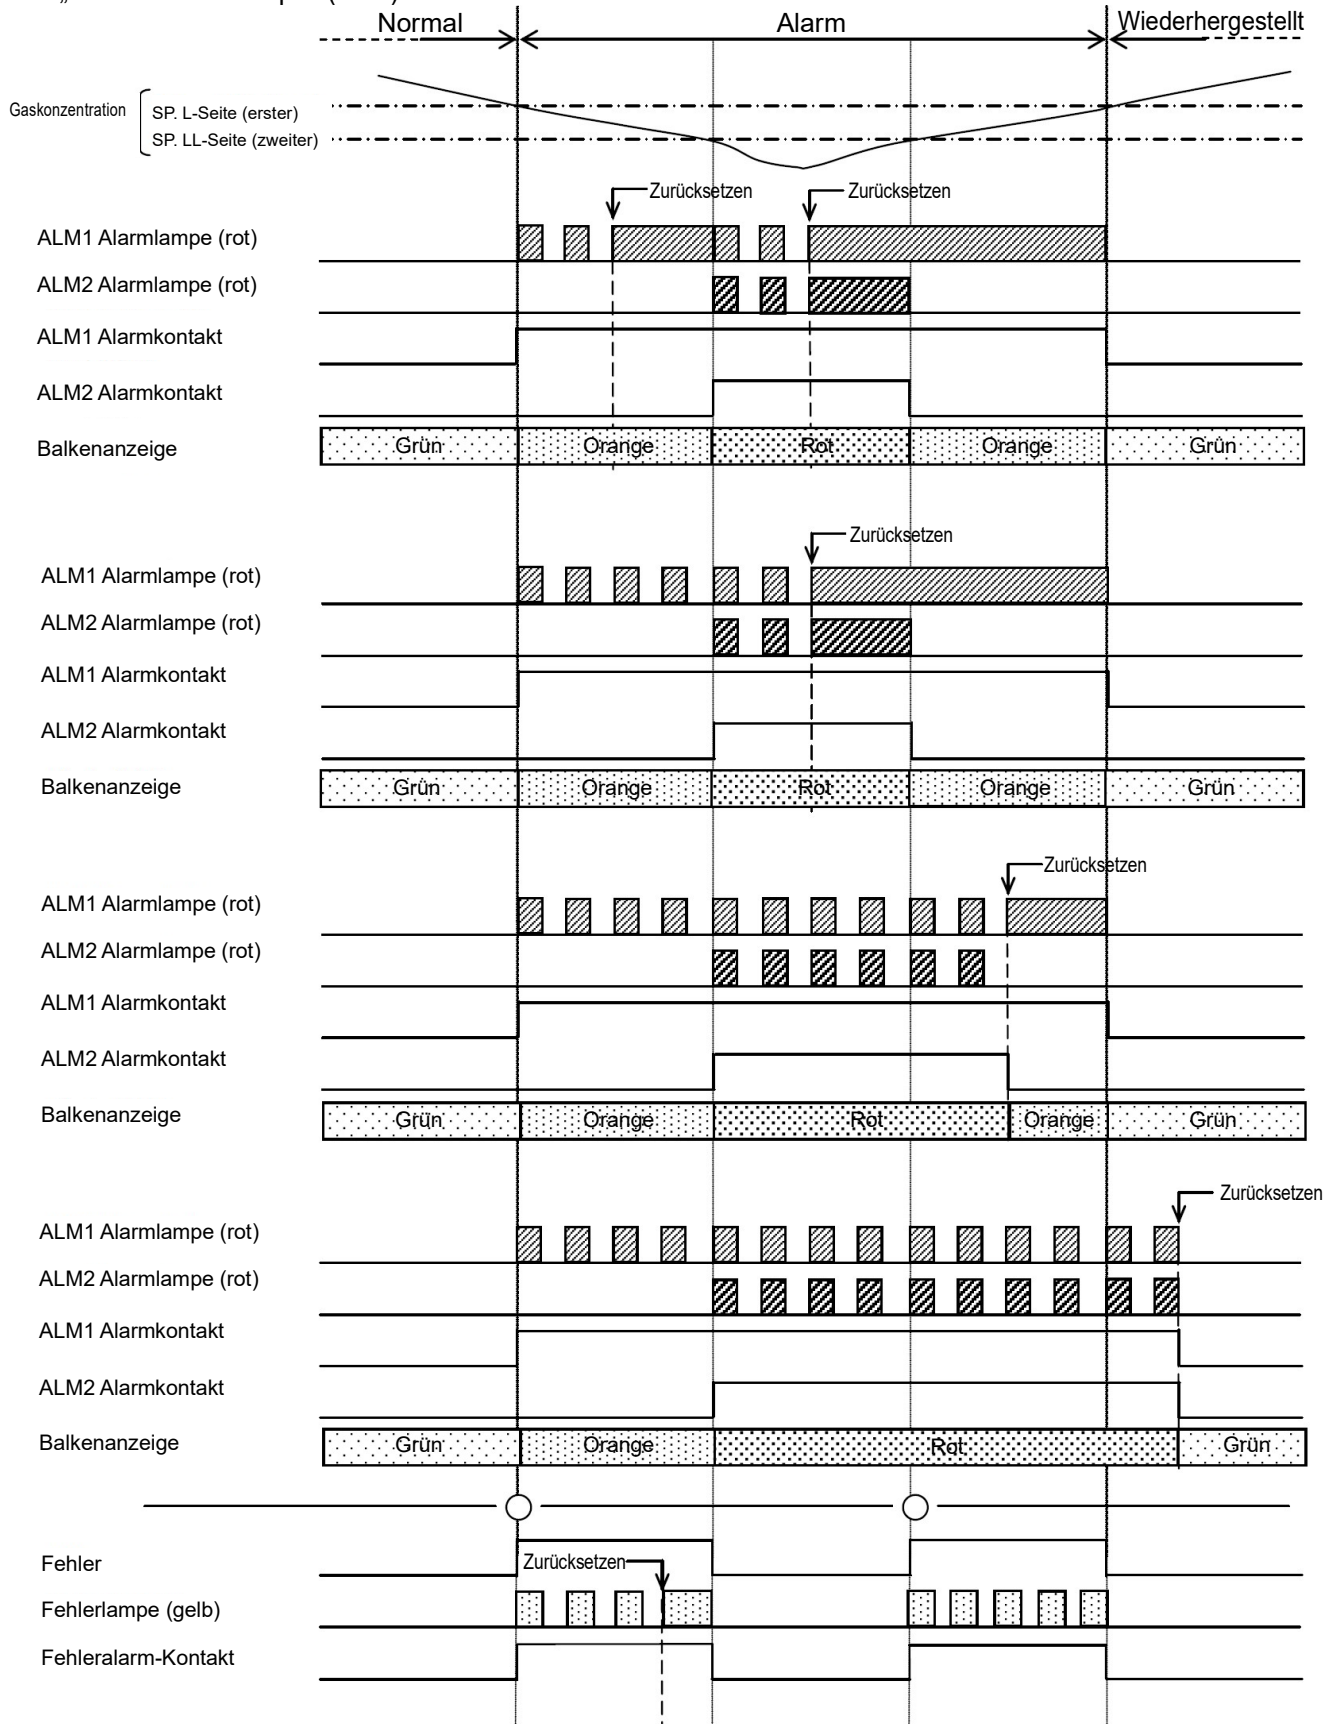 Normal
Alarm
Wiederhergestellt
Gaskonzentration
SP. L-Seite (erster)
SP. LL-Seite (zweiter)
Zurücksetzen
Zurücksetzen
ALM1 Alarmlampe (rot)
ALM2 Alarmlampe (rot)
ALM1 Alarmkontakt
ALM2 Alarmkontakt
Balkenanzeige
Grün
Orange
Rot
Orange
Grün
Zurücksetzen
ALM1 Alarmlampe (rot)
ALM2 Alarmlampe (rot)
ALM1 Alarmkontakt
ALM2 Alarmkontakt
Balkenanzeige
Grün
Orange
Rot
Orange
Grün
Zurücksetzen
ALM1 Alarmlampe (rot)
ALM2 Alarmlampe (rot)
ALM1 Alarmkontakt
ALM2 Alarmkontakt
Balkenanzeige
Grün
Orange
Rot
Orange
Grün
Zurücksetzen
ALM1 Alarmlampe (rot)
ALM2 Alarmlampe (rot)
ALM1 Alarmkontakt
ALM2 Alarmkontakt
Balkenanzeige
Grün
Orange
Rot
Grün
Fehler
Zurücksetzen
Fehlerlampe (gelb)
Fehleralarm-Kontakt